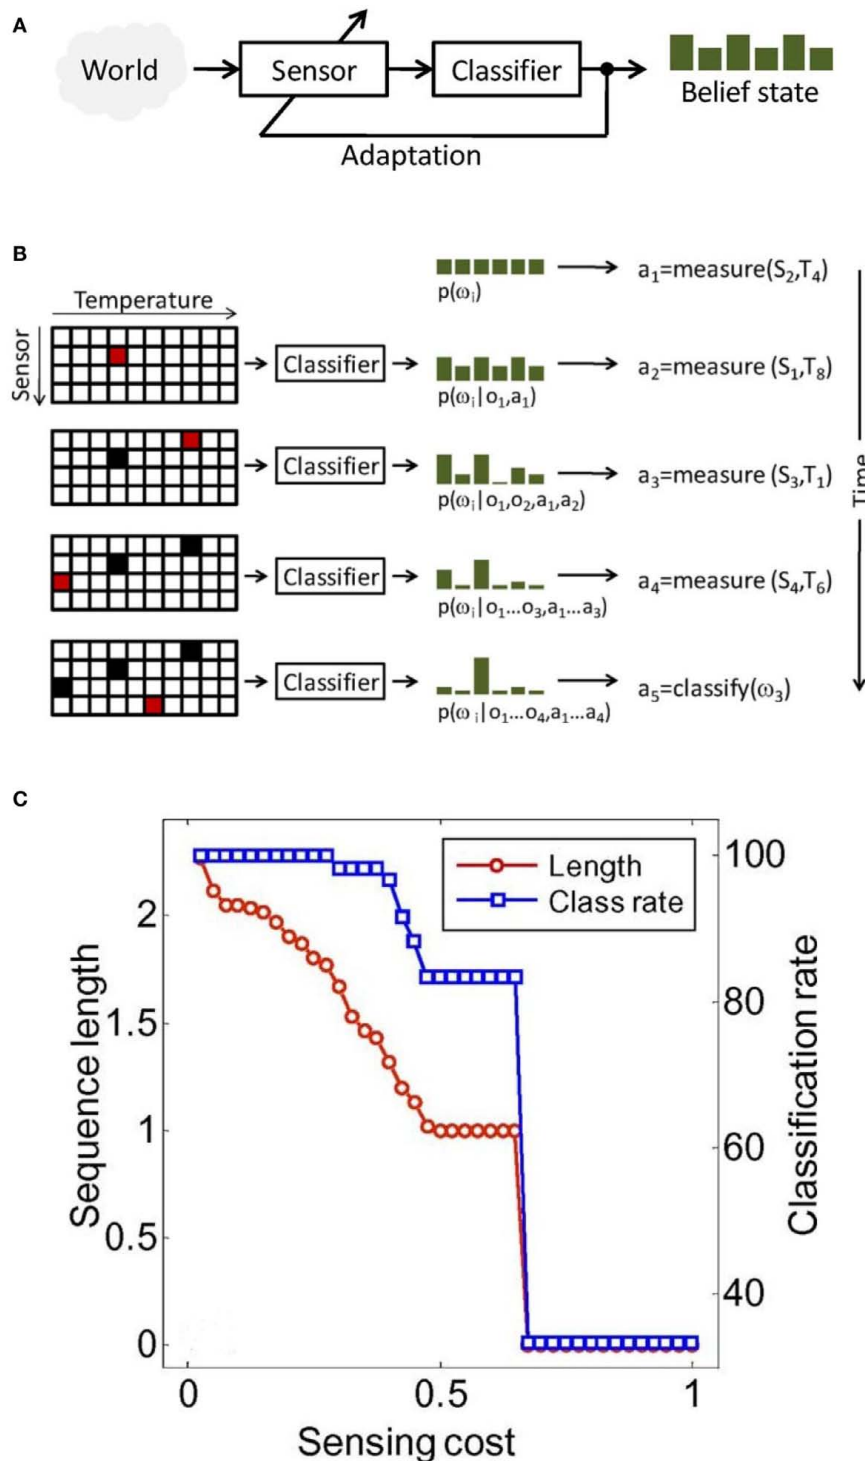 A
World
Sensor
Classifier
Belief state
Adaptation
B
a₁=measure(S₂,T₄)
p(ωᵢ)
Temperature
Sensor
Classifier
a₂=measure (S₁,T₈)
p(ωᵢ|o₁,a₁)
Classifier
a₃=measure (S₃,T₁)
p(ωᵢ|o₁,o₂,a₁,a₂)
Time
Classifier
a₄=measure (S₄,T₆)
p(ωᵢ|o₁...o₃,a₁...a₃)
Classifier
a₅=classify(ω₃)
p(ωᵢ|o₁...o₄,a₁...a₄)
C
Length
Class rate
Sequence length
2
1.5
1
0.5
0
Classification rate
100
80
60
40
0
0.5
1
Sensing cost